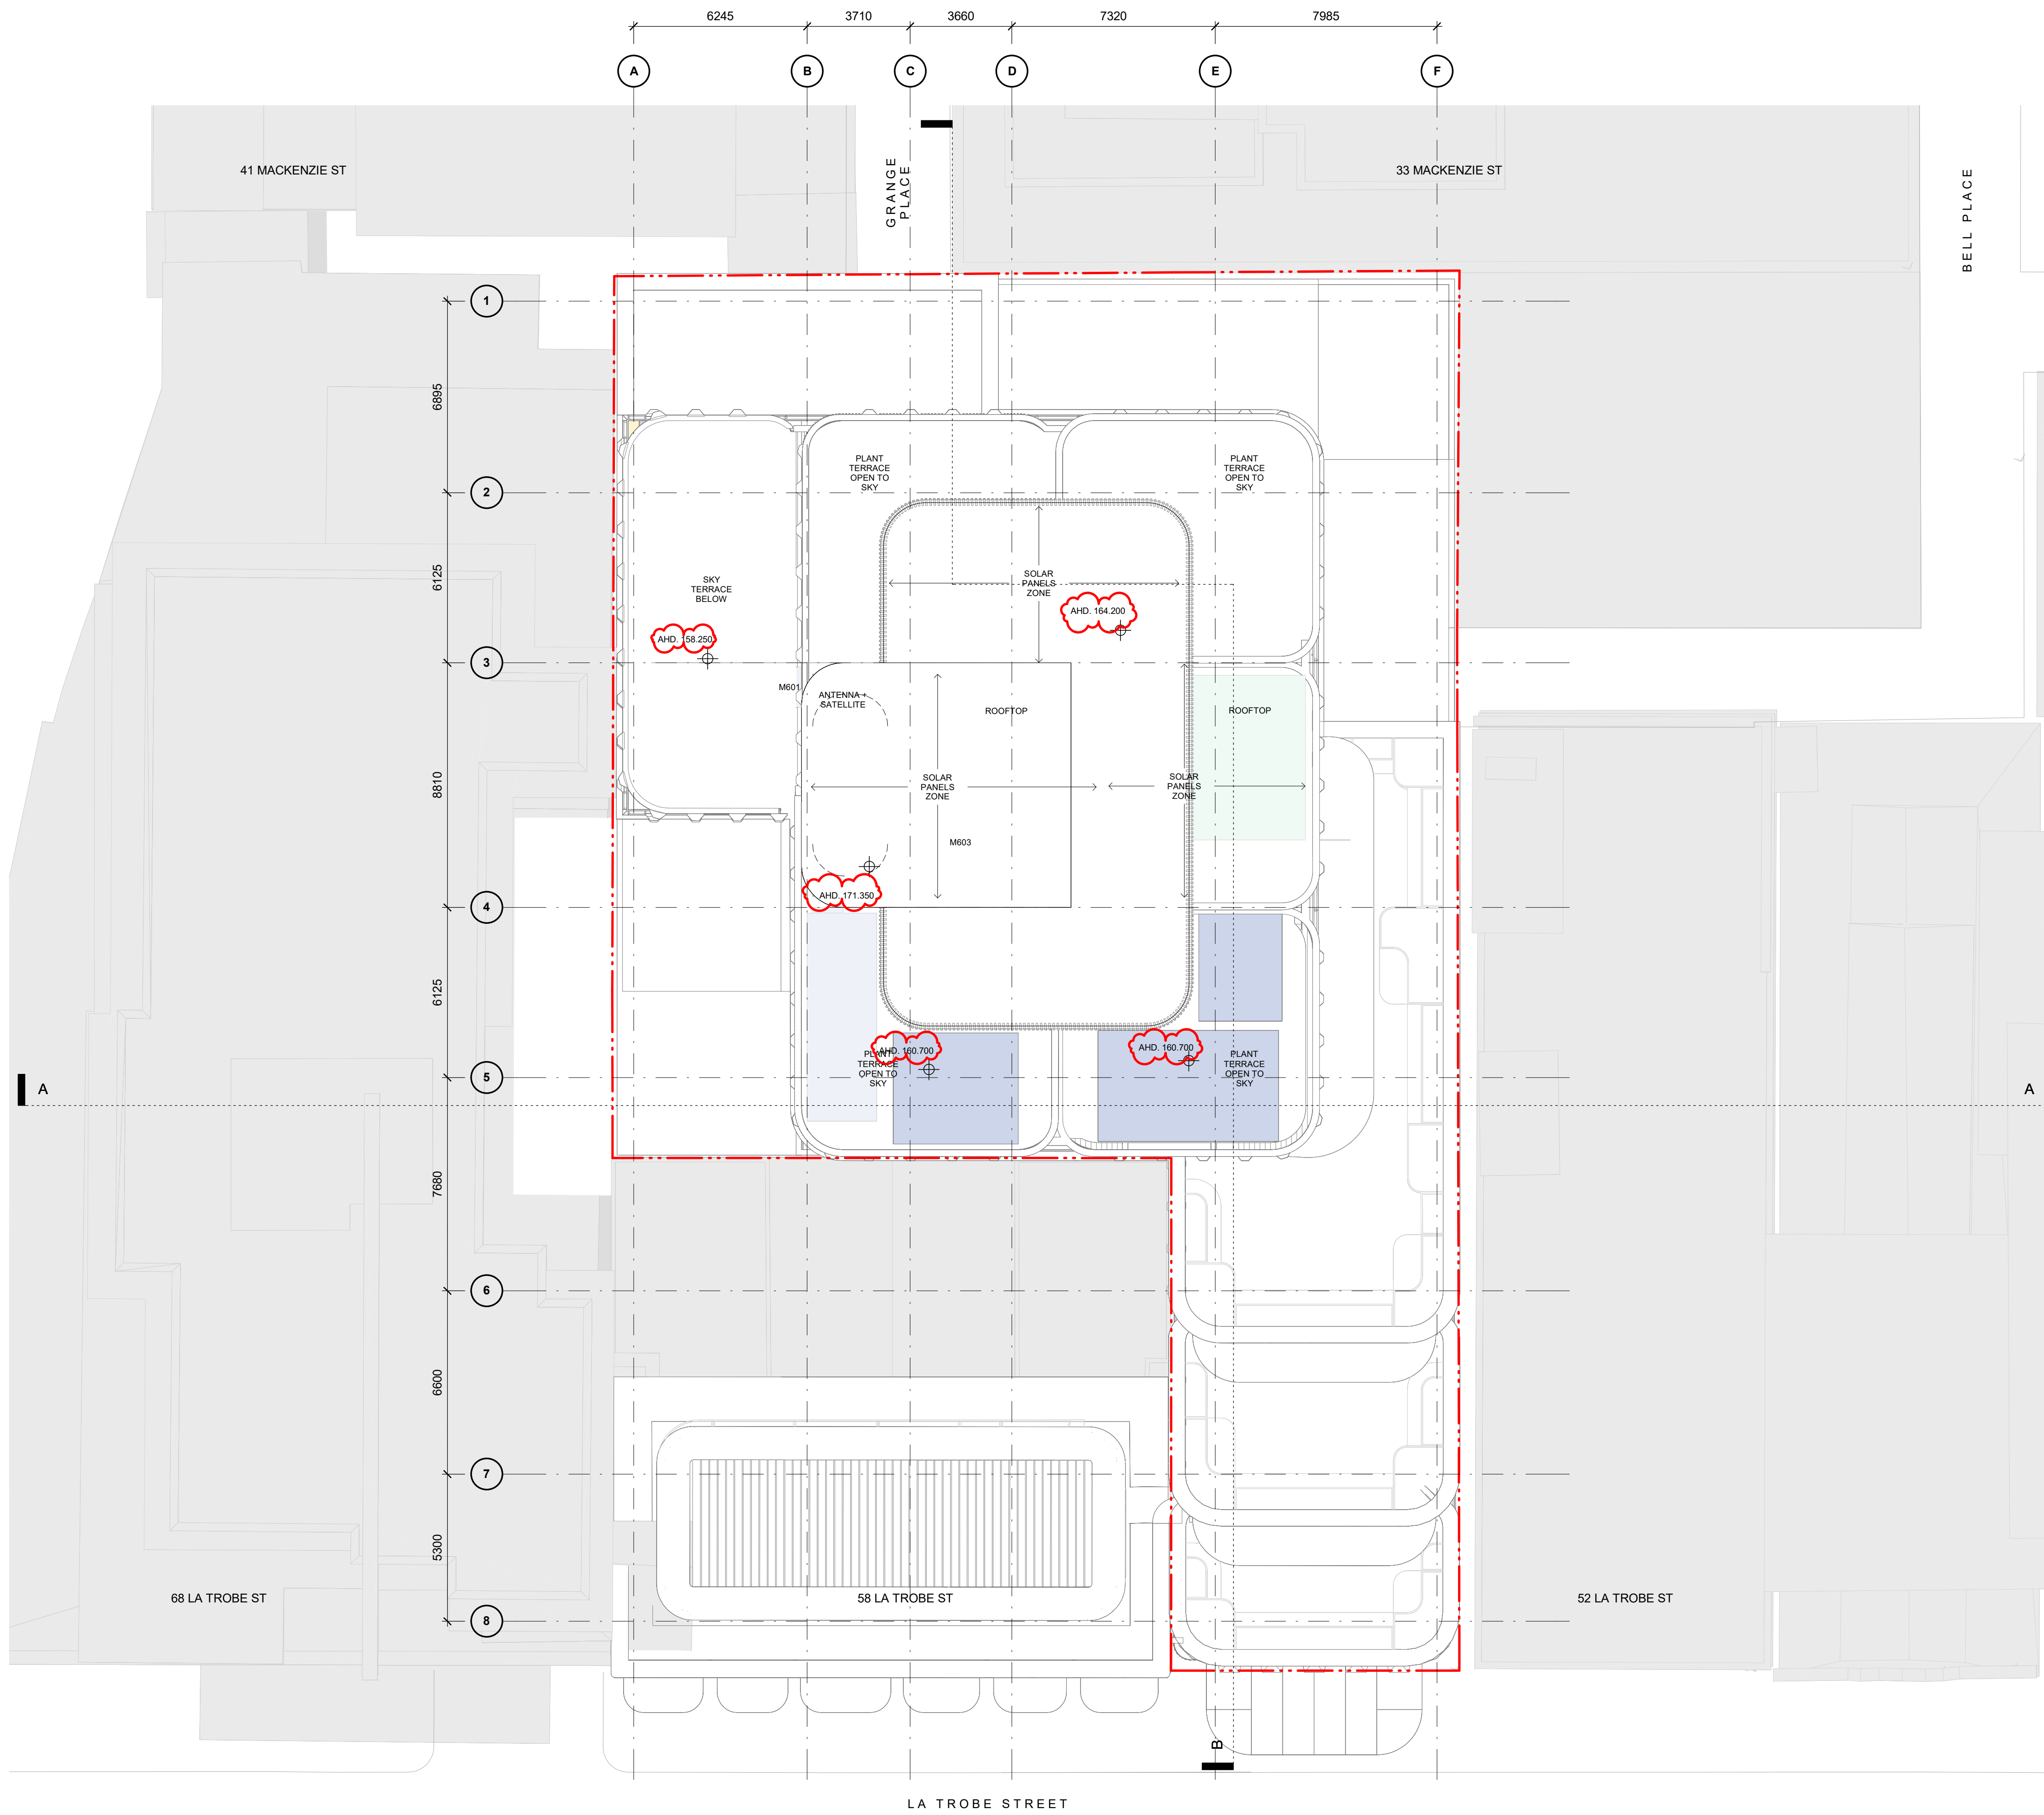 6245
3710
3660
7320
7985
A
B
C
D
E
F
41 MACKENZIE ST
GRANGE
PLACE
33 MACKENZIE ST
BELL PLACE
1
6895
PLANT
TERRACE
OPEN TO
SKY
PLANT
TERRACE
OPEN TO
SKY
2
6125
SKY
TERRACE
BELOW
SOLAR
PANELS
ZONE
AHD. 164.200
AHD. 158.250
3
M601
ANTENNA +
SATELLITE
ROOFTOP
ROOFTOP
8810
SOLAR
PANELS
ZONE
SOLAR
PANELS
ZONE
M603
AHD. 171.350
4
6125
AHD. 160.700
PLANT
TERRACE
OPEN TO
SKY
AHD. 160.700
PLANT
TERRACE
OPEN TO
SKY
5
A
A
7680
6
6600
7
5300
68 LA TROBE ST
58 LA TROBE ST
52 LA TROBE ST
8
B
LA TROBE STREET